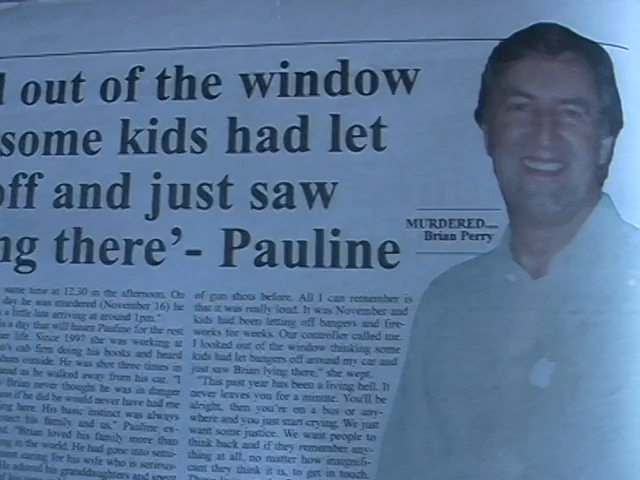 out of the window
some kids had let
off and just saw
there'- Pauline
MURDERED....
Brian Perry
same time at 12.30 in the afternoon. On
day he was murdered (November 16) he
a little late arriving at around 1pm."
is a day that will haunt Pauline for the rest
her life. Since 1997 she was working at
cab firm doing his books and heard
shots outside. He was shot three times in
as he walked away from his car. "I
Brian never thought he was in danger
if he did he would never have had me
here. His basic instinct was always
protect his family and us," Pauline ex-
"Brian loved his family more than
in the world. He had gone into semi-
caring for his wife who is serious-
He adored his granddaughters and spent
of gun shots before. All I can remember is
that it was really loud. It was November and
kids had been letting off bangers and fire-
works for weeks. Our controller called me.
I looked out of the window thinking some
kids had let bangers off around my car and
just saw Brian lying there," she wept.
"This past year has been a living hell. It
never leaves you for a minute. You'll be
alright, then you're on a bus or any-
where and you just start crying. We just
want some justice. We want people to
think back and if they remember any-
thing at all, no matter how insignifi-
cant they think it is, to get in touch.